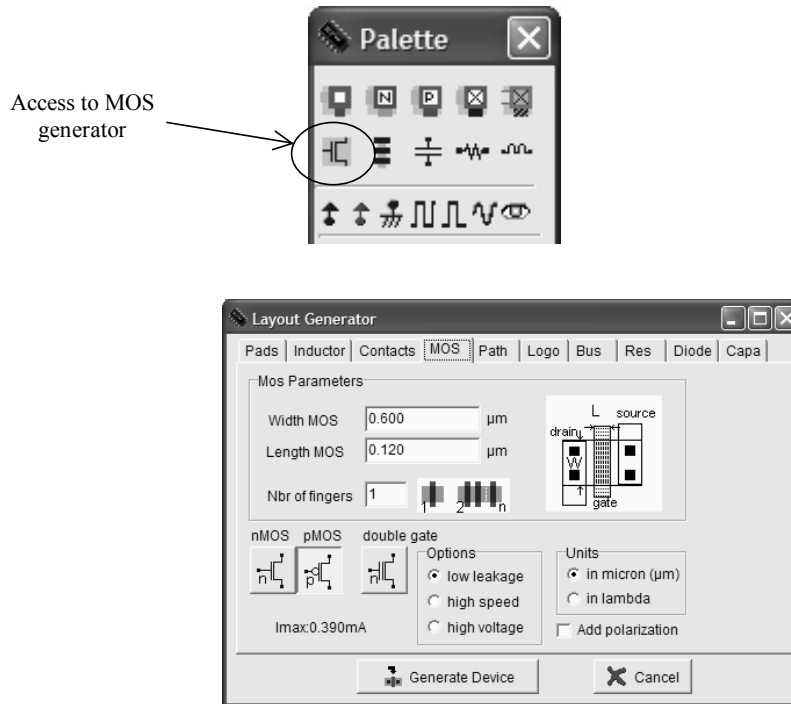 Palette
N P
Access to MOS
generator
Layout Generator
Pads Inductor Contacts MOS Path Logo Bus Res Diode Capa
Mos Parameters
Width MOS 0.600 µm
Length MOS 0.120 µm
Nbr of fingers 1
1 2 n
L source
drain
W
gate
nMOS pMOS double gate
n p n
Options
low leakage
high speed
high voltage
Units
in micron (µm)
in lambda
Imax:0.390mA
Add polarization
Generate Device Cancel